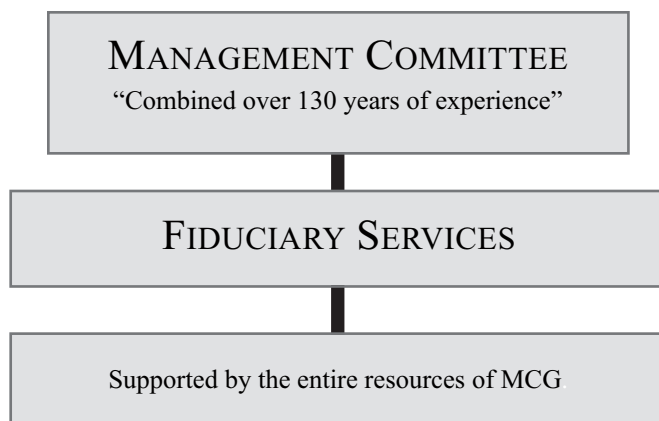 MANAGEMENT COMMITTEE
“Combined over 130 years of experience”
FIDUCIARY SERVICES
Supported by the entire resources of MCG.